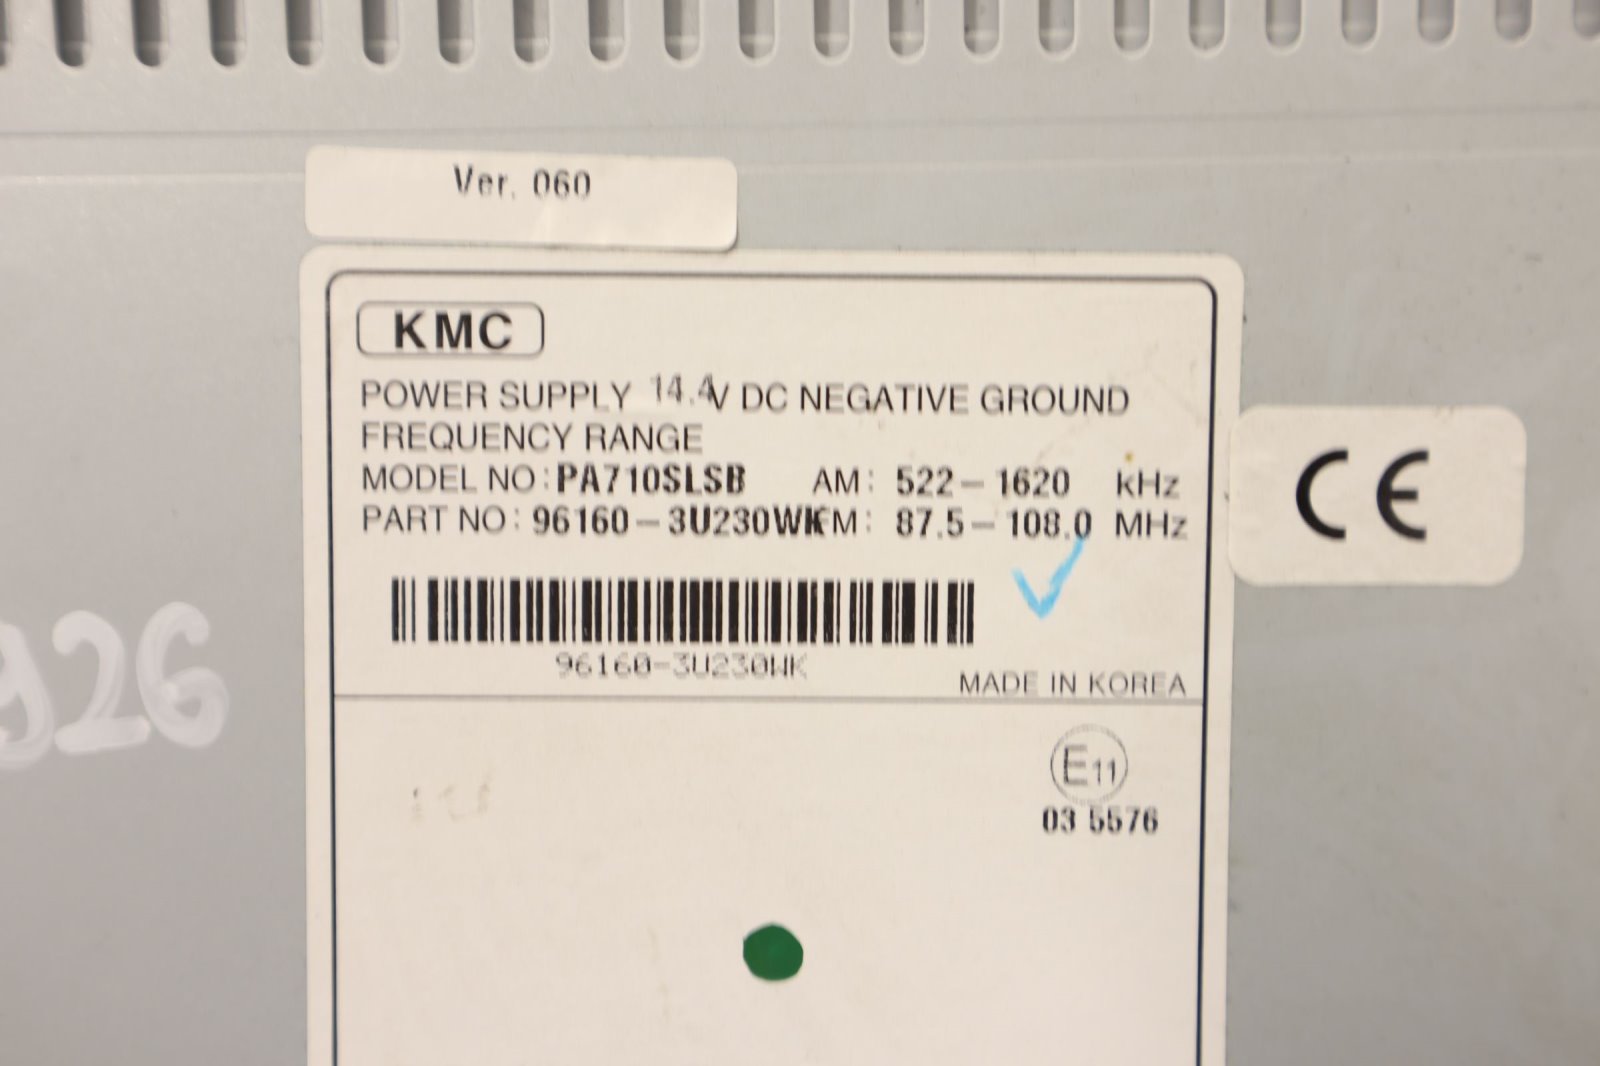 Ver. 060
KMC
POWER SUPPLY 14.4V DC NEGATIVE GROUND
FREQUENCY RANGE
MODEL NO: PA710SLSB AM: 522-1620 kHz
PART NO: 96160-3U230WK FM: 87.5-108.0 MHz
CE
96160-3U230WK
MADE IN KOREA
926
E11
03 5576